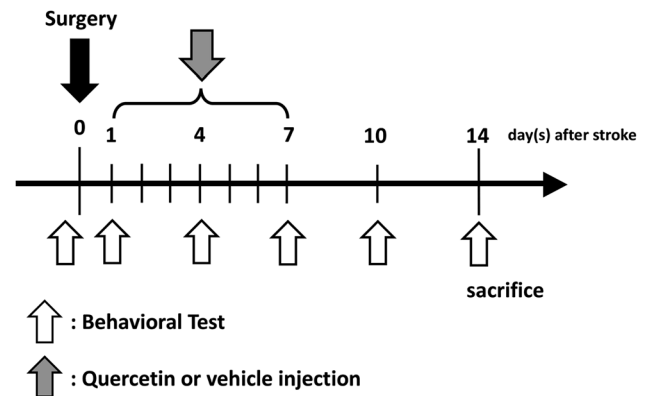 Surgery
0 1 4 7 10 14 day(s) after stroke
sacrifice
: Behavioral Test
: Quercetin or vehicle injection